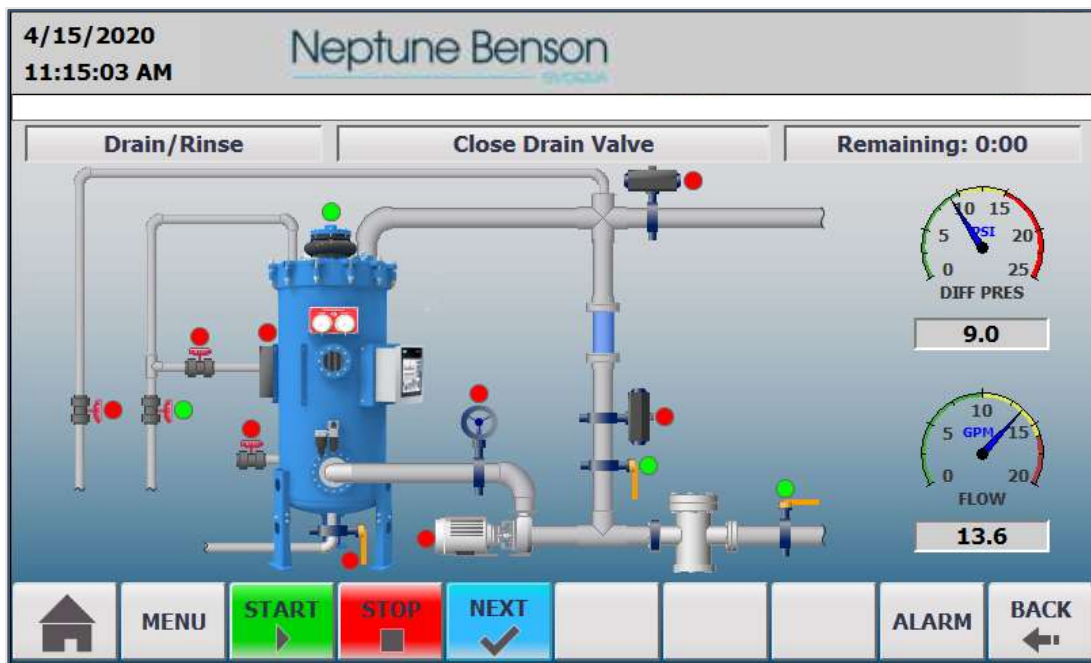 4/15/2020
11:15:03 AM
Neptune Benson
EVOQUA
Drain/Rinse
Close Drain Valve
Remaining: 0:00
0 5 10 15 20 25
PSI
DIFF PRES
9.0
0 5 10 15 20
GPM
FLOW
13.6
MENU
START
STOP
NEXT
ALARM
BACK